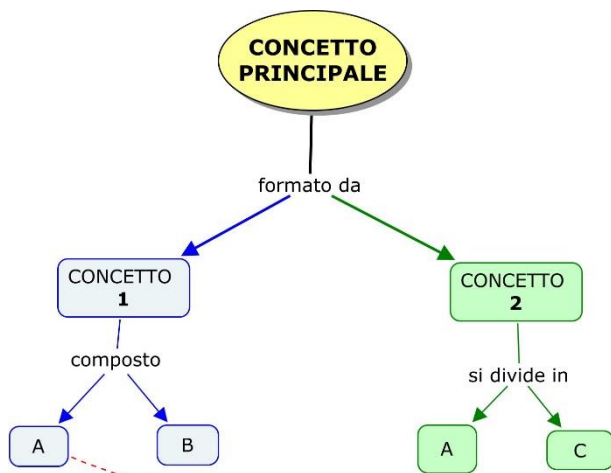 CONCETTO
PRINCIPALE
formato da
CONCETTO
1
CONCETTO
2
composto
si divide in
A
B
A
C